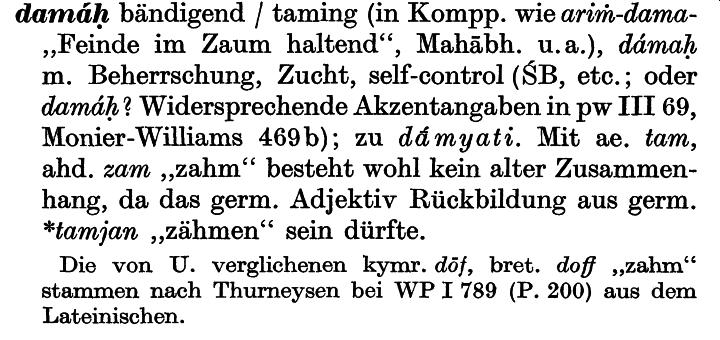 damáḥ bändigend / taming (in Kompp. wie ariṁ-dama-
„Feinde im Zaum haltend“, Mahābh. u. a.), dámaḥ
m. Beherrschung, Zucht, self-control (ŚB, etc.; oder
damáḥ? Widersprechende Akzentangaben in pw III 69,
Monier-Williams 469b); zu dā́myati. Mit ae. tam,
ahd. zam „zahm“ besteht wohl kein alter Zusammen-
hang, da das germ. Adjektiv Rückbildung aus germ.
*tamjan „zähmen“ sein dürfte.
Die von U. verglichenen kymr. dōf, bret. doff „zahm“
stammen nach Thurneysen bei WP I 789 (P. 200) aus dem
Lateinischen.